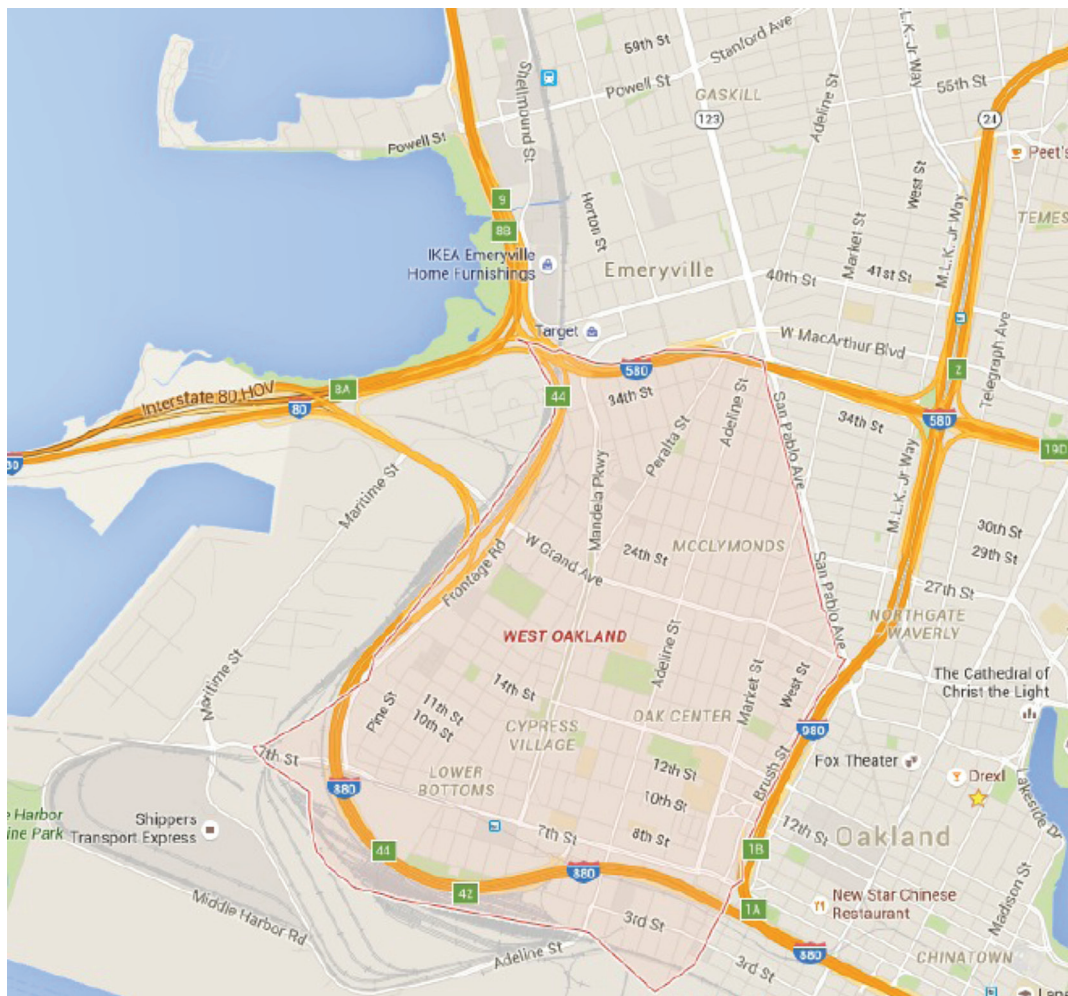 59th St
Stanford Ave
Shellmound St
Powell St
GASKILL
Adeline St
M.L.K. Jr Way
55th St
123
24
Powell St
Peet's
West St
9
8B
Horton St
Market St
M.L.K. Jr Way
TEMES
IKEA Emeryville
Home Furnishings
Emeryville
40th St
41st St
Target
W MacArthur Blvd
Telegraph Ave
2
580
Interstate 80 HOV
8A
80
44
34th St
Adeline St
San Pablo Ave
34th St
580
19D
Peralta St
M.L.K. Jr Way
Maritime St
Mandela Pkwy
30th St
29th St
24th St
MCCLYMONDS
W Grand Ave
Frontage Rd
San Pablo Ave
27th St
NORTHGATE
WAVERLY
WEST OAKLAND
Adeline St
Maritime St
Market St
West St
The Cathedral of
Christ the Light
14th St
Pine St
11th St
10th St
CYPRESS
VILLAGE
OAK CENTER
980
7th St
12th St
Brush St
Fox Theater
LOWER
BOTTOMS
880
10th St
Drexl
Lakeside Dr
e Harbor
ine Park
Shippers
Transport Express
7th St
8th St
12th St
Oakland
44
1B
880
42
Middle Harbor Rd
1A
New Star Chinese
Restaurant
Madison St
3rd St
Adeline St
3rd St
880
CHINATOWN